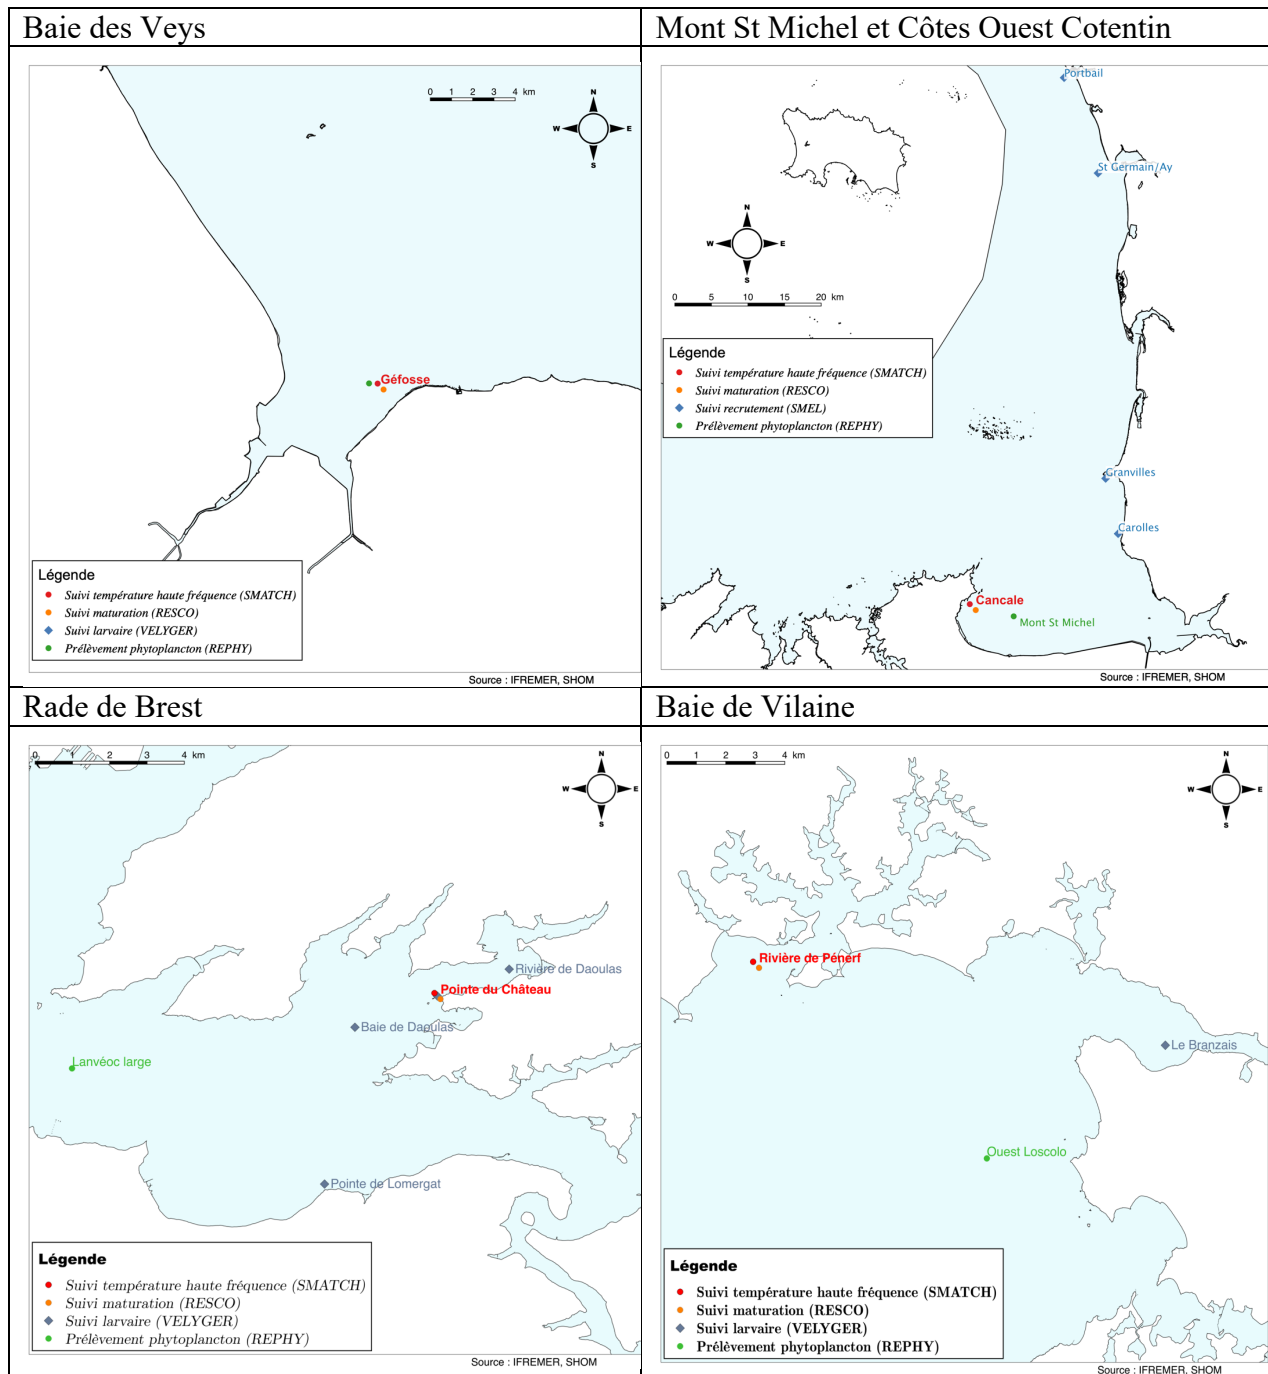 Baie des Veys
0 1 2 3 4 km
N
W E
S
Géfosse
Légende
Suivi température haute fréquence (SMATCH)
Suivi maturation (RESCO)
Suivi larvaire (VELYGER)
Prélèvement phytoplancton (REPHY)
Source : IFREMER, SHOM
Mont St Michel et Côtes Ouest Cotentin
Portbail
St Germain/Ay
N
W E
S
0 5 10 15 20 km
Légende
Suivi température haute fréquence (SMATCH)
Suivi maturation (RESCO)
Suivi recrutement (SMEL)
Prélèvement phytoplancton (REPHY)
Granvilles
Carolles
Cancale
Mont St Michel
Source : IFREMER, SHOM
Rade de Brest
0 1 2 3 4 km
N
W E
S
Rivière de Daoulas
Pointe du Château
Baie de Daoulas
Lanvéoc large
Pointe de Lomergat
Légende
Suivi température haute fréquence (SMATCH)
Suivi maturation (RESCO)
Suivi larvaire (VELYGER)
Prélèvement phytoplancton (REPHY)
Source : IFREMER, SHOM
Baie de Vilaine
0 1 2 3 4 km
N
W E
S
Rivière de Pénerf
Le Branzais
Ouest Loscolo
Légende
Suivi température haute fréquence (SMATCH)
Suivi maturation (RESCO)
Suivi larvaire (VELYGER)
Prélèvement phytoplancton (REPHY)
Source : IFREMER, SHOM